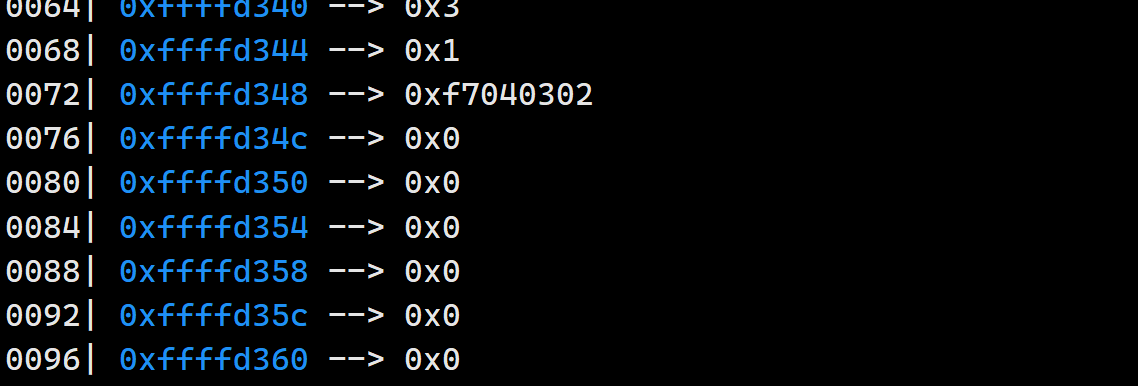 0064| 0xffffd340 --> 0x3
0068| 0xffffd344 --> 0x1
0072| 0xffffd348 --> 0xf7040302
0076| 0xffffd34c --> 0x0
0080| 0xffffd350 --> 0x0
0084| 0xffffd354 --> 0x0
0088| 0xffffd358 --> 0x0
0092| 0xffffd35c --> 0x0
0096| 0xffffd360 --> 0x0